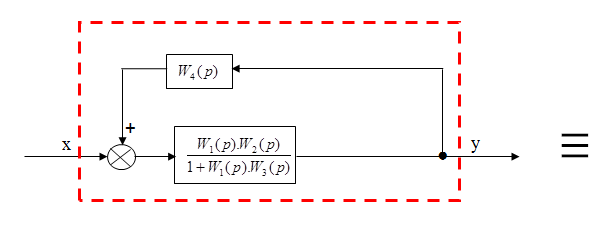 W₄(p)
+
x
W₁(p).W₂(p)
1+W₁(p).W₃(p)
y
≡